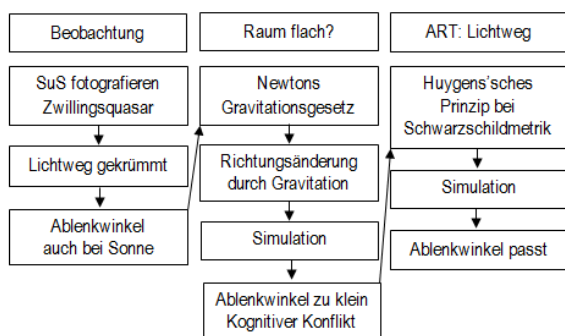 Beobachtung
SuS fotografieren
Zwillingsquasar
Lichtweg gekrümmt
Ablenkwinkel
auch bei Sonne
Raum flach?
Newtons
Gravitationsgesetz
Richtungsänderung
durch Gravitation
Simulation
Ablenkwinkel zu klein
Kognitiver Konflikt
ART: Lichtweg
Huygens'sches
Prinzip bei
Schwarzschildmetrik
Simulation
Ablenkwinkel passt